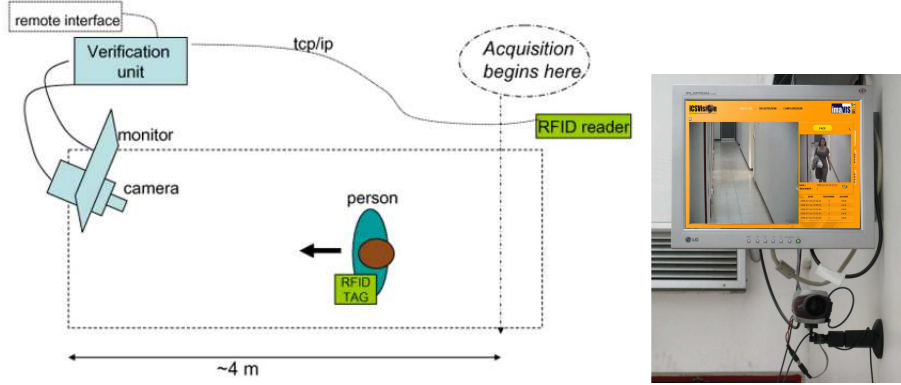 remote interface
Verification
unit
tcp/ip
Acquisition
begins here
RFID reader
monitor
camera
person
RFID
TAG
~4 m
FLATRON
ICSVision
LG